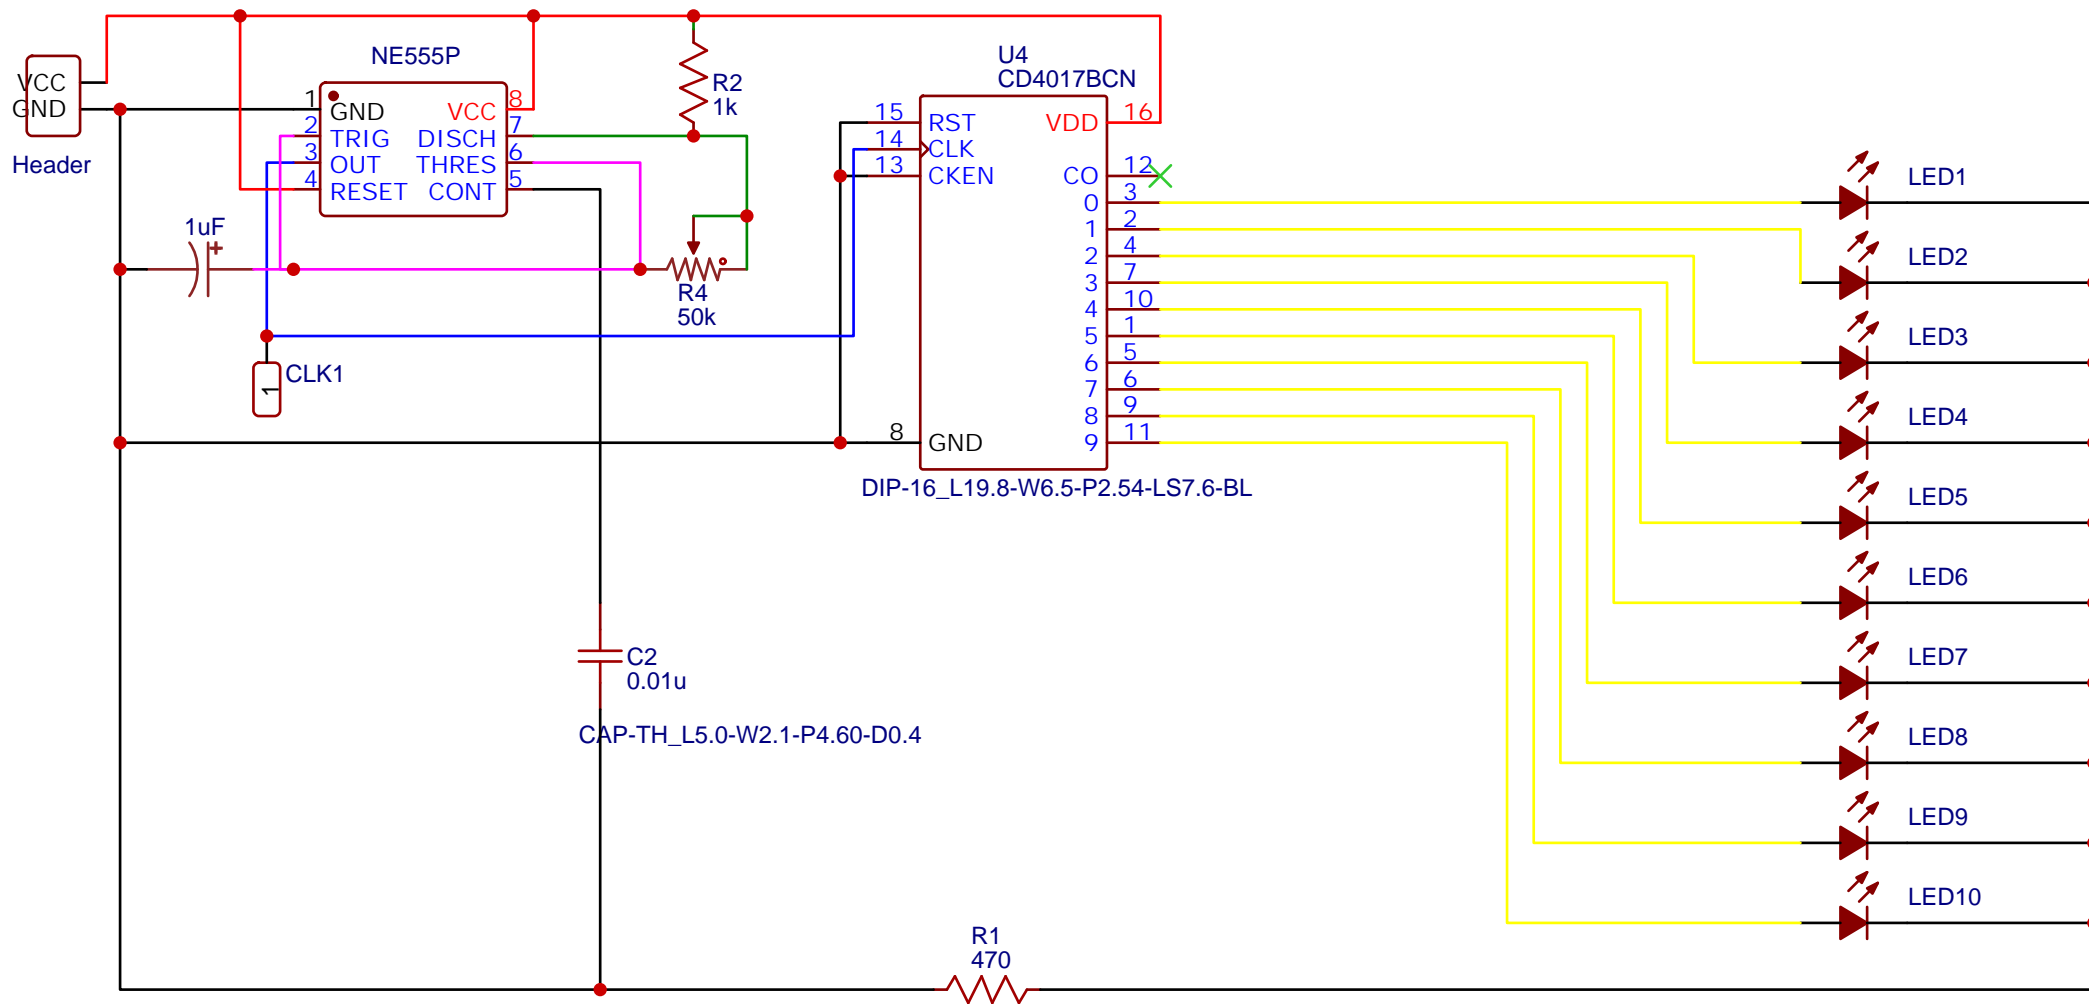 VCC
GND
Header
NE555P
1
GND
2
TRIG
3
OUT
4
RESET
VCC
8
DISCH
7
THRES
6
CONT
5
R2
1k
1uF
+
R4
50k
CLK1
1
U4
CD4017BCN
15
RST
14
CLK
13
CKEN
8
GND
VDD
16
CO
12
0
3
1
2
2
4
3
7
4
10
5
1
6
5
7
6
8
9
9
11
DIP-16_L19.8-W6.5-P2.54-LS7.6-BL
C2
0.01u
CAP-TH_L5.0-W2.1-P4.60-D0.4
R1
470
LED1
LED2
LED3
LED4
LED5
LED6
LED7
LED8
LED9
LED10